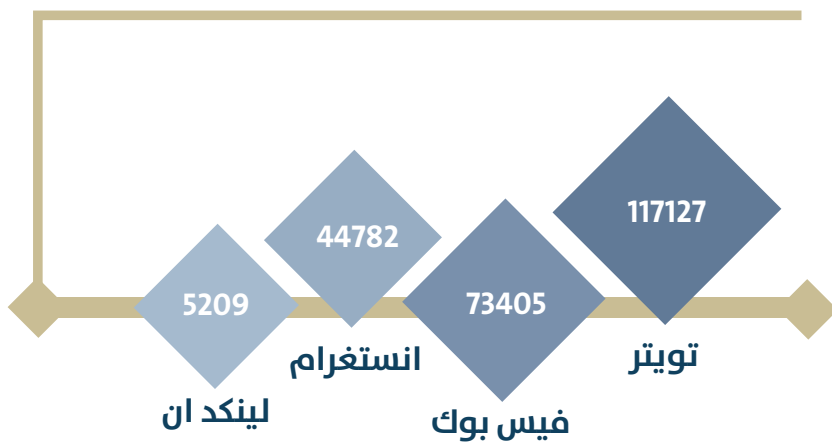 117127
تويتر
73405
فيس بوك
44782
انستغرام
5209
لينكد ان